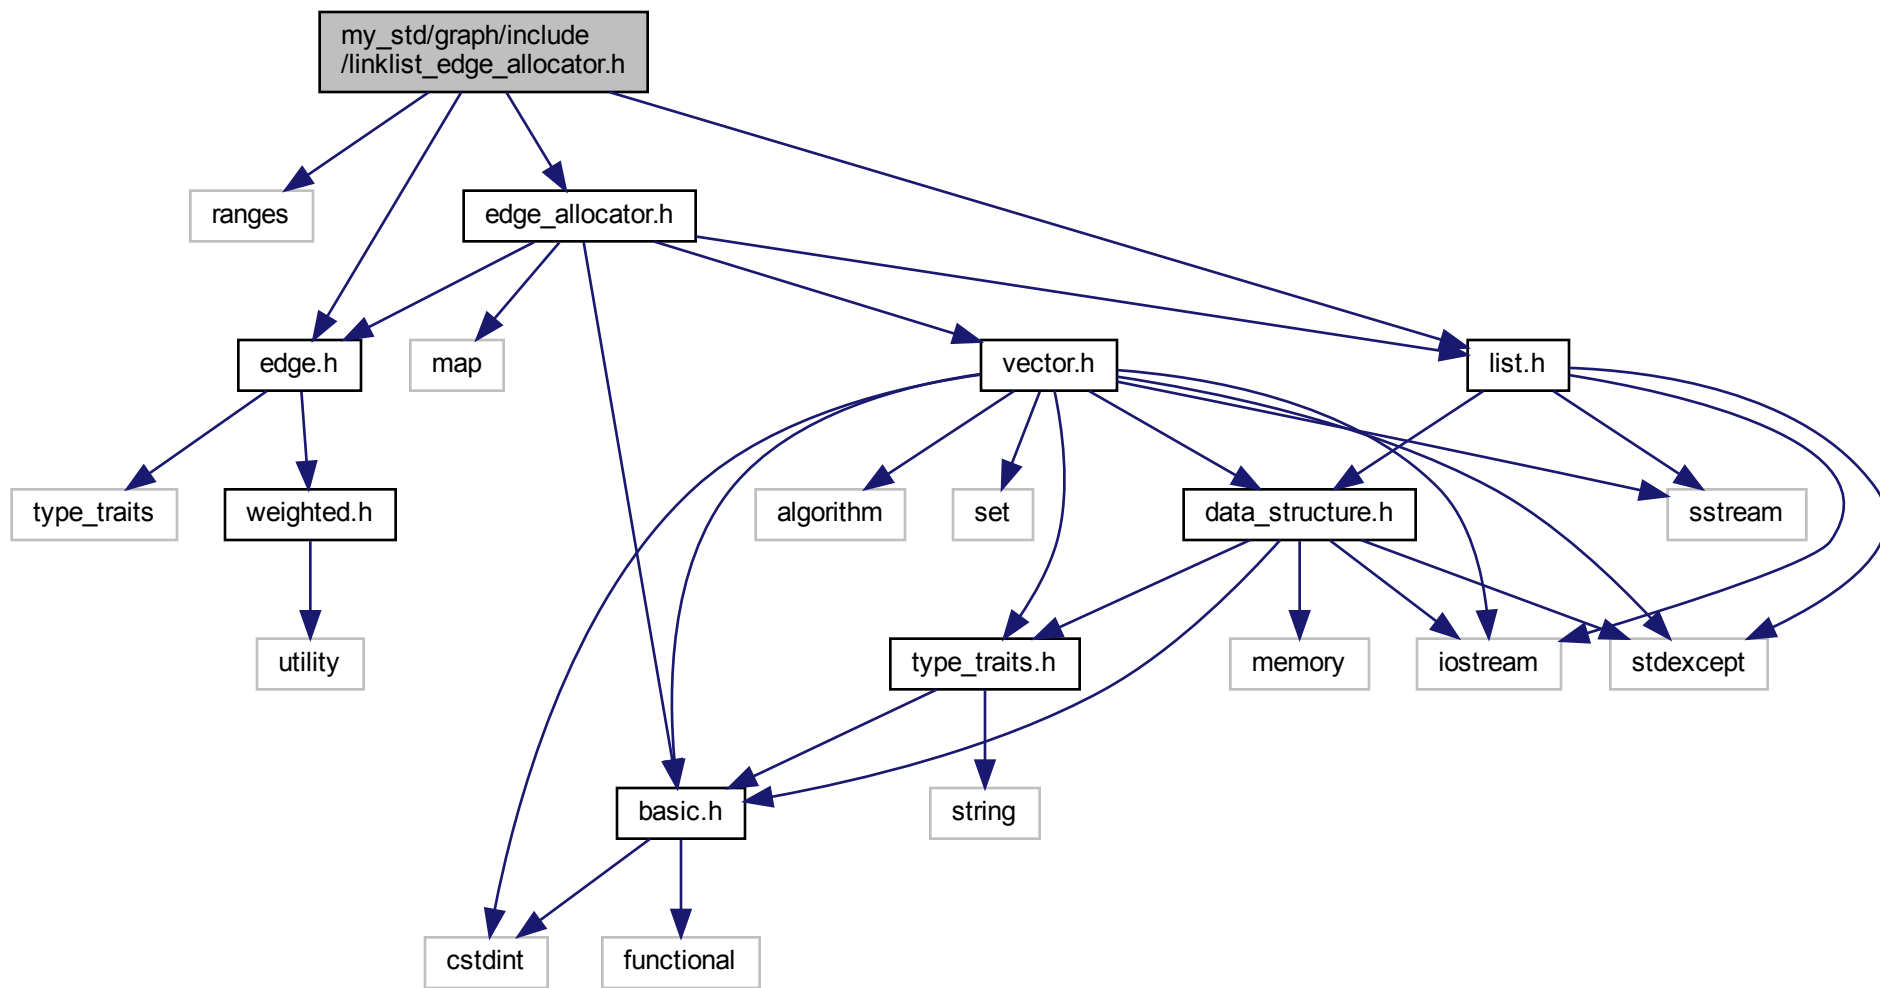 my_std/graph/include
/linklist_edge_allocator.h
ranges
edge_allocator.h
edge.h
map
vector.h
list.h
type_traits
weighted.h
algorithm
set
data_structure.h
sstream
utility
type_traits.h
memory
iostream
stdexcept
basic.h
string
cstdint
functional